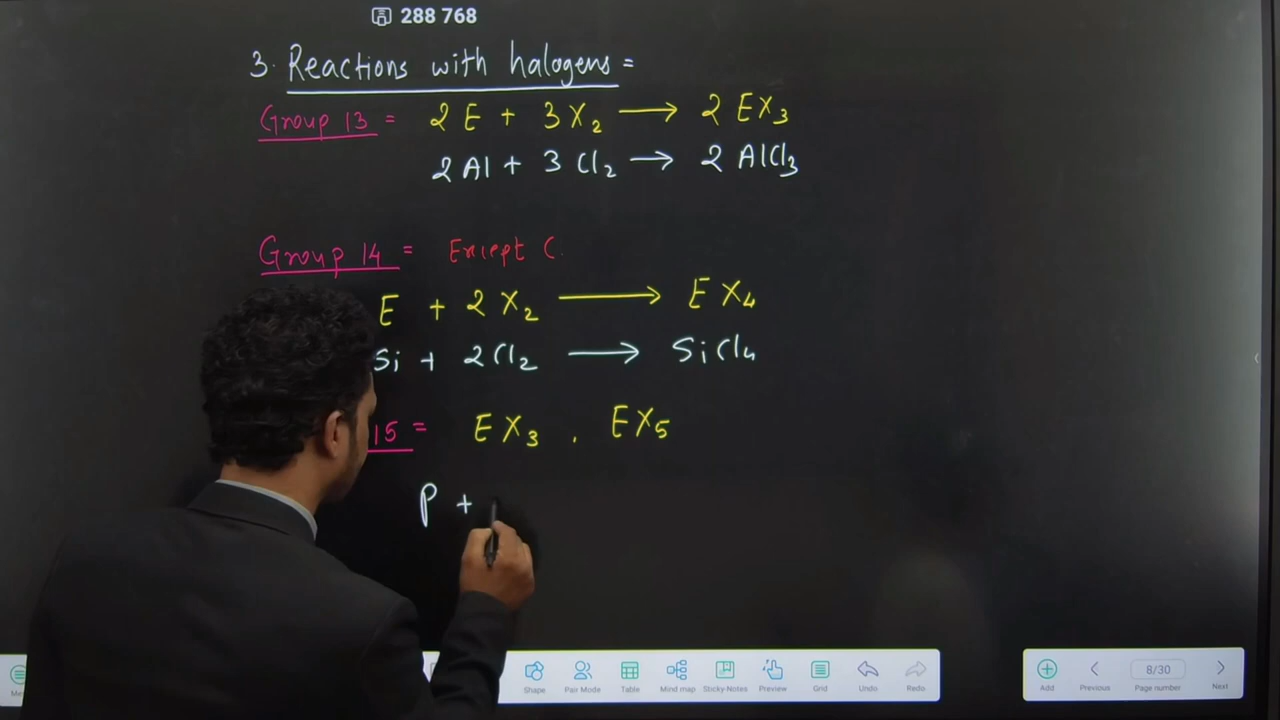 288 768
3. Reactions with halogens =
Group 13 = 2 E + 3 X₂ → 2 EX₃
2 Al + 3 Cl₂ → 2 AlCl₃
Group 14 = Except C.
E + 2 X₂ → EX₄
Si + 2 Cl₂ → SiCl₄
15 = EX₃ , EX₅
P +
Shape Pair Mode Table Mind map Sticky Notes Preview Grid Undo Redo
Add Previous 8/30 Page number Next